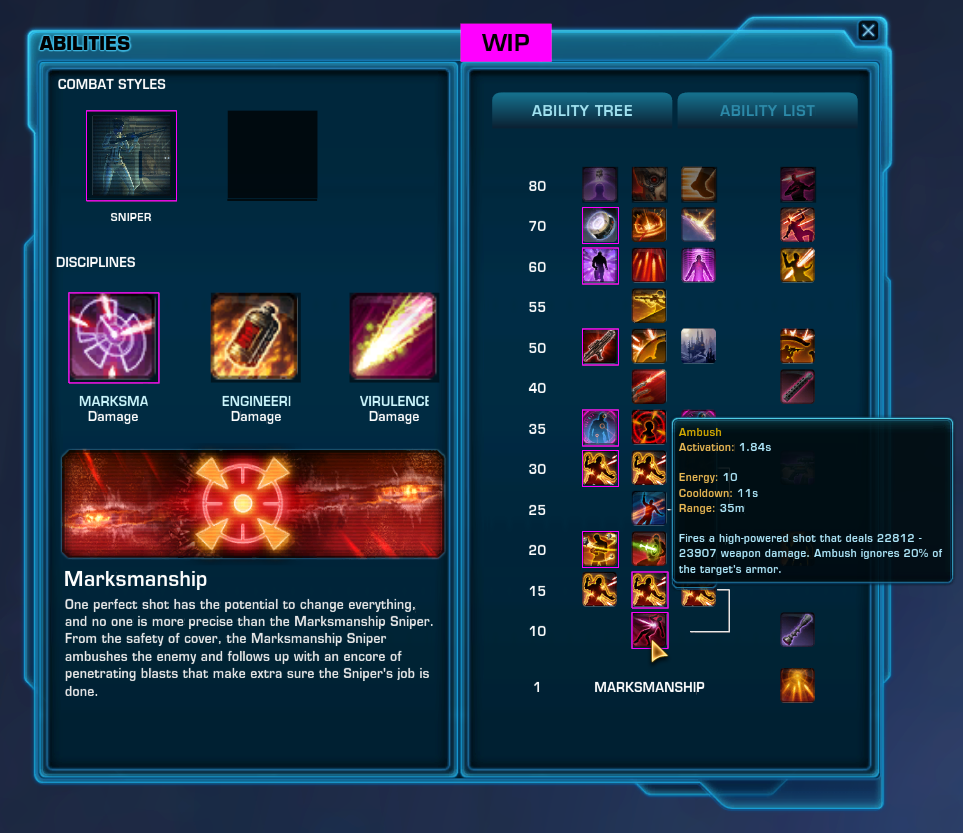 ABILITIES
WIP
COMBAT STYLES
SNIPER
DISCIPLINES
MARKSMA
Damage
ENGINEERI
Damage
VIRULENCE
Damage
Marksmanship
One perfect shot has the potential to change everything,
and no one is more precise than the Marksmanship Sniper.
From the safety of cover, the Marksmanship Sniper
ambushes the enemy and follows up with an encore of
penetrating blasts that make extra sure the Sniper's job is
done.
ABILITY TREE
ABILITY LIST
80
70
60
55
50
40
35
30
25
20
15
10
1
MARKSMANSHIP
Ambush
Activation: 1.84s
Energy: 10
Cooldown: 11s
Range: 35m
Fires a high-powered shot that deals 22812 -
23907 weapon damage. Ambush ignores 20% of
the target's armor.